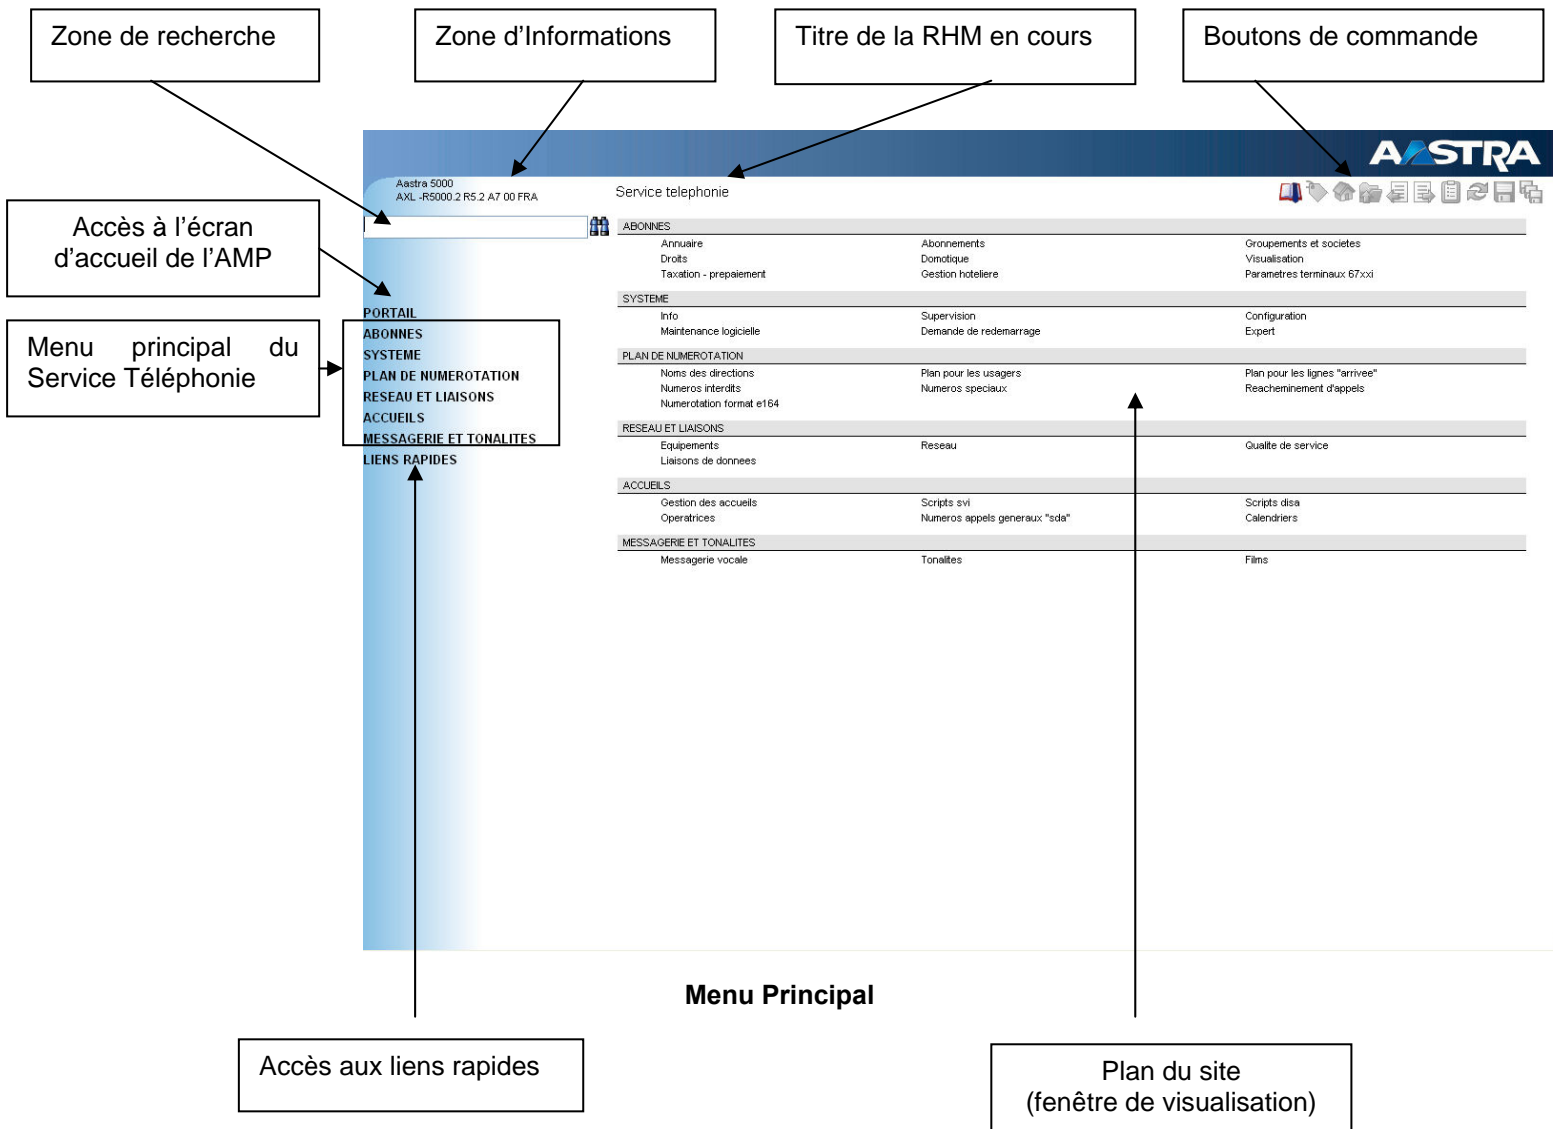 Zone de recherche
Zone d'Informations
Titre de la RHM en cours
Boutons de commande
AASTRA
Aastra 5000
AXL -R5000.2 R5.2 A7 00 FRA
Service telephonie
Accès à l'écran
d'accueil de l'AMP
Menu principal du
Service Téléphonie
PORTAIL
ABONNES
SYSTEME
PLAN DE NUMEROTATION
RESEAU ET LIAISONS
ACCUEILS
MESSAGERIE ET TONALITES
LIENS RAPIDES
ABONNES
Annuaire Abonnements Groupements et societes
Droits Domotique Visualisation
Taxation - prepaiement Gestion hoteliere Parametres terminaux 67xxi
SYSTEME
Info Supervision Configuration
Maintenance logicielle Demande de redemarrage Expert
PLAN DE NUMEROTATION
Noms des directions Plan pour les usagers Plan pour les lignes "arrivee"
Numeros interdits Numeros speciaux Reacheminement d'appels
Numerotation format e164
RESEAU ET LIAISONS
Equipements Reseau Qualite de service
Liaisons de donnees
ACCUEILS
Gestion des accueils Scripts svi Scripts disa
Operatrices Numeros appels generaux "sda" Calendriers
MESSAGERIE ET TONALITES
Messagerie vocale Tonalites Films
Menu Principal
Accès aux liens rapides
Plan du site
(fenêtre de visualisation)